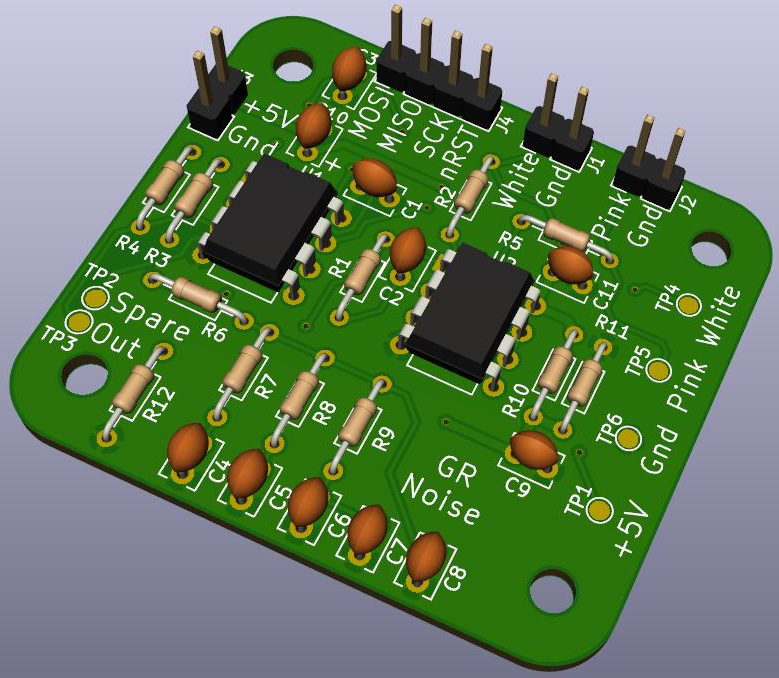 +5V
Gnd
MOSI
MISO
SCK
nRST
J4
White
Gnd
J1
Pink
Gnd
J2
+
C1
R2
R5
C11
R4
R3
R1
C2
TP2
Spare
TP3
Out
R6
R12
R7
R8
R9
R10
R11
TP4
White
TP5
Pink
TP6
Gnd
TP1
+5V
C9
GR
Noise
C4
C5
C6
C7
C8